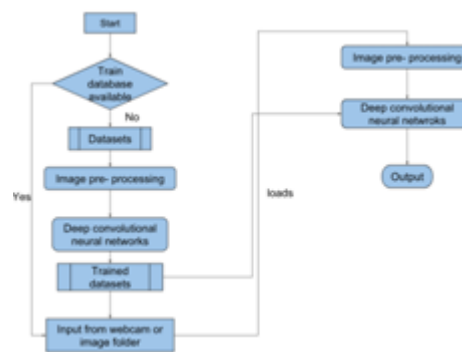 Start
Train
database
available
No
Datasets
Image pre- processing
Yes
Deep convolutional
neural networks
Trained
datasets
Input from webcam or
image folder
loads
Image pre- processing
Deep convolutional
neural netwroks
Output